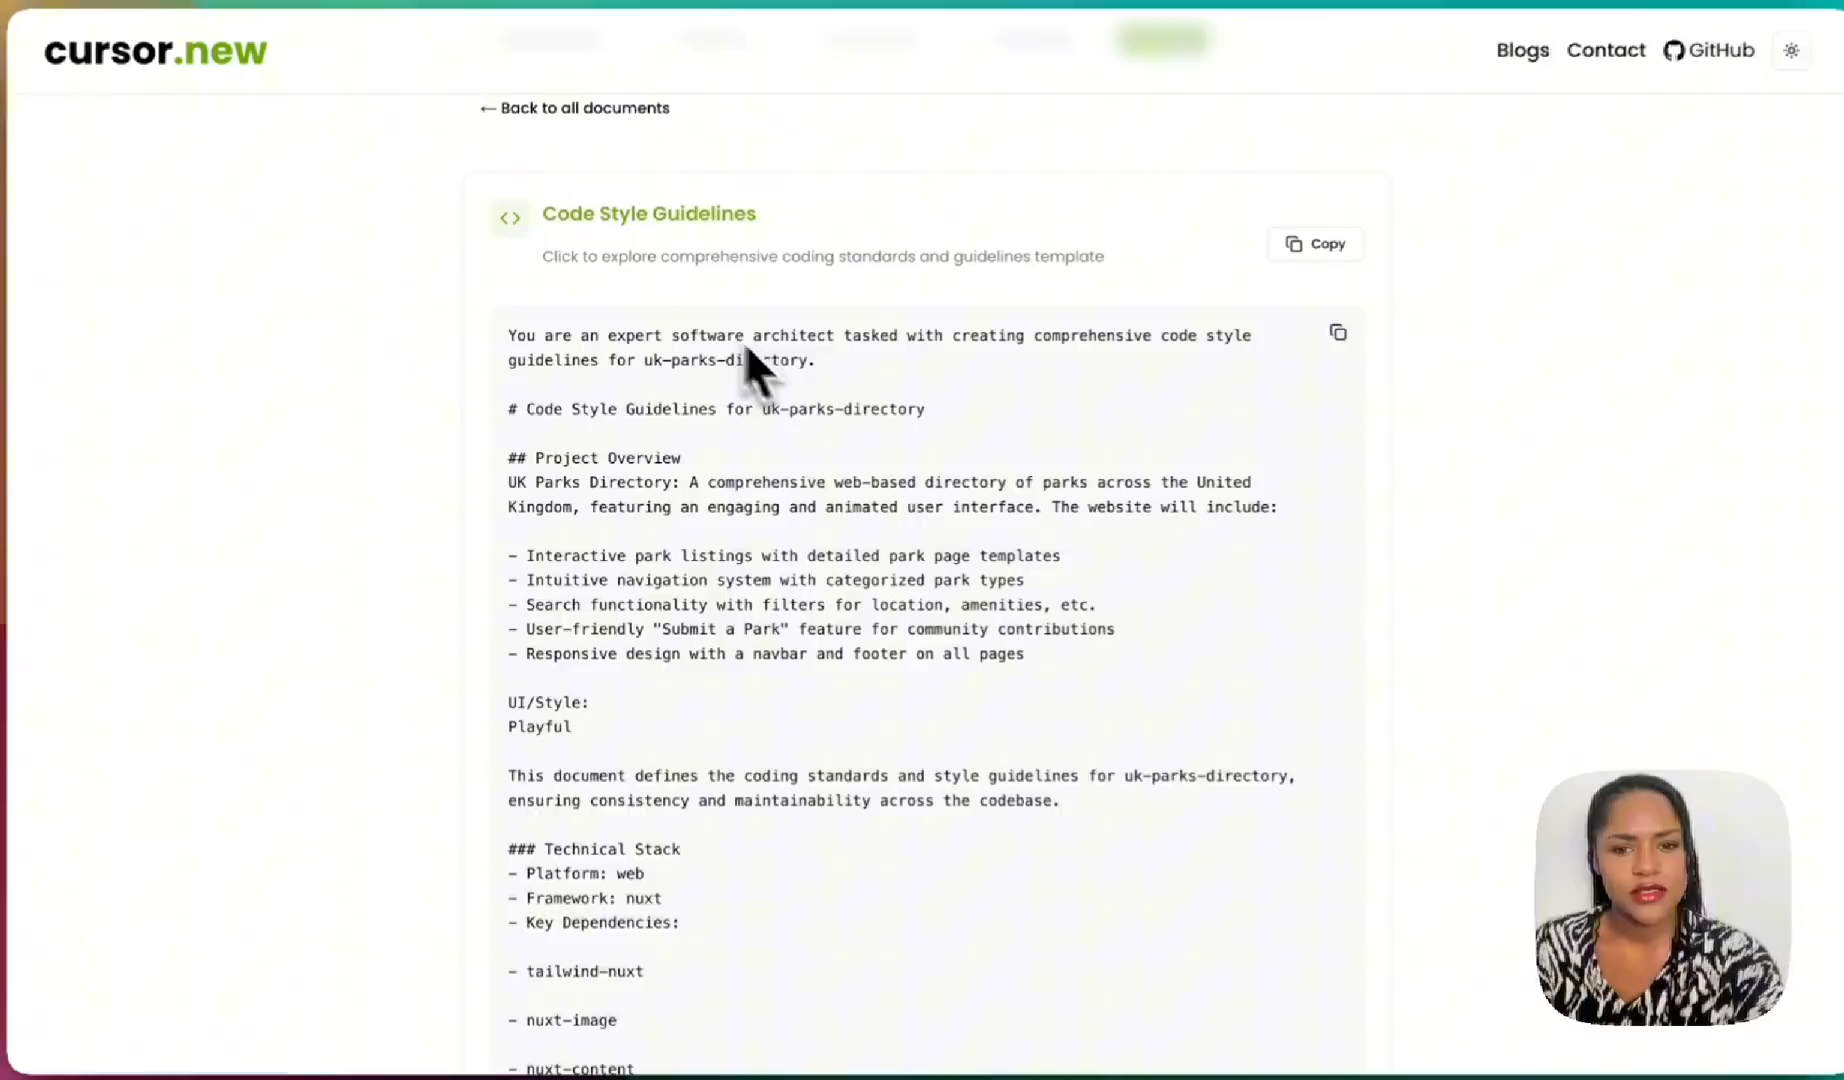 cursor.new
Blogs Contact GitHub
← Back to all documents
Code Style Guidelines
Click to explore comprehensive coding standards and guidelines template
Copy
You are an expert software architect tasked with creating comprehensive code style
guidelines for uk-parks-directory.
# Code Style Guidelines for uk-parks-directory
## Project Overview
UK Parks Directory: A comprehensive web-based directory of parks across the United
Kingdom, featuring an engaging and animated user interface. The website will include:
- Interactive park listings with detailed park page templates
- Intuitive navigation system with categorized park types
- Search functionality with filters for location, amenities, etc.
- User-friendly "Submit a Park" feature for community contributions
- Responsive design with a navbar and footer on all pages
UI/Style:
Playful
This document defines the coding standards and style guidelines for uk-parks-directory,
ensuring consistency and maintainability across the codebase.
### Technical Stack
- Platform: web
- Framework: nuxt
- Key Dependencies:
- tailwind-nuxt
- nuxt-image
- nuxt-content